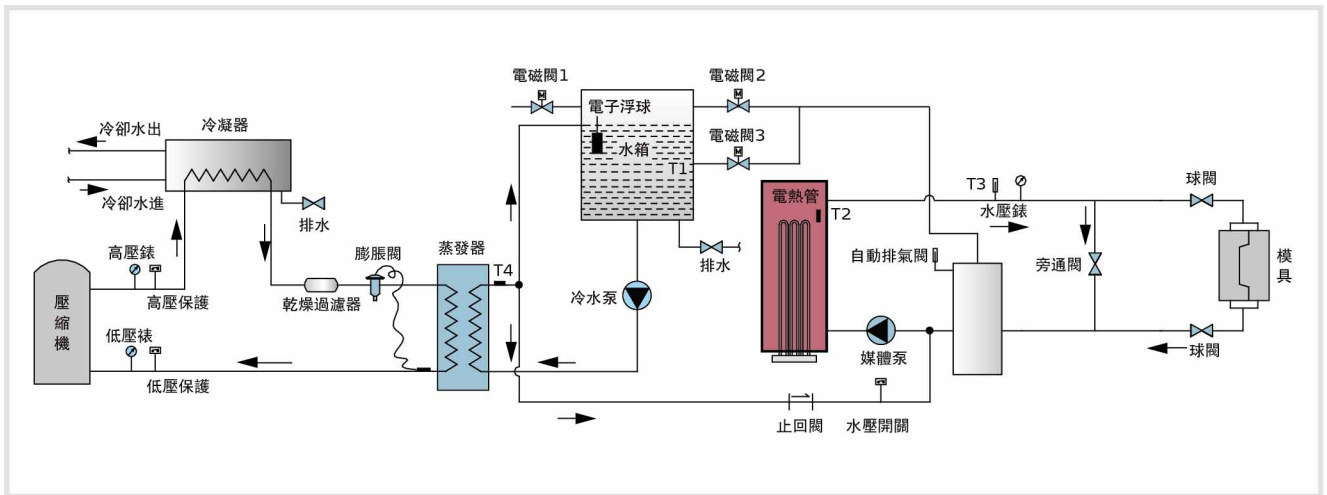 電磁閥1
電磁閥2
電子浮球
冷卻水出
冷凝器
電磁閥3
水箱
T1
冷卻水進
排水
電熱管
T2
T3
水壓錶
球閥
高壓錶
膨脹閥
蒸發器
T4
排水
自動排氣閥
旁通閥
模
具
高壓保護
乾燥過濾器
冷水泵
壓
縮
機
低壓裱
媒體泵
球閥
低壓保護
止回閥
水壓開關
M
M
M